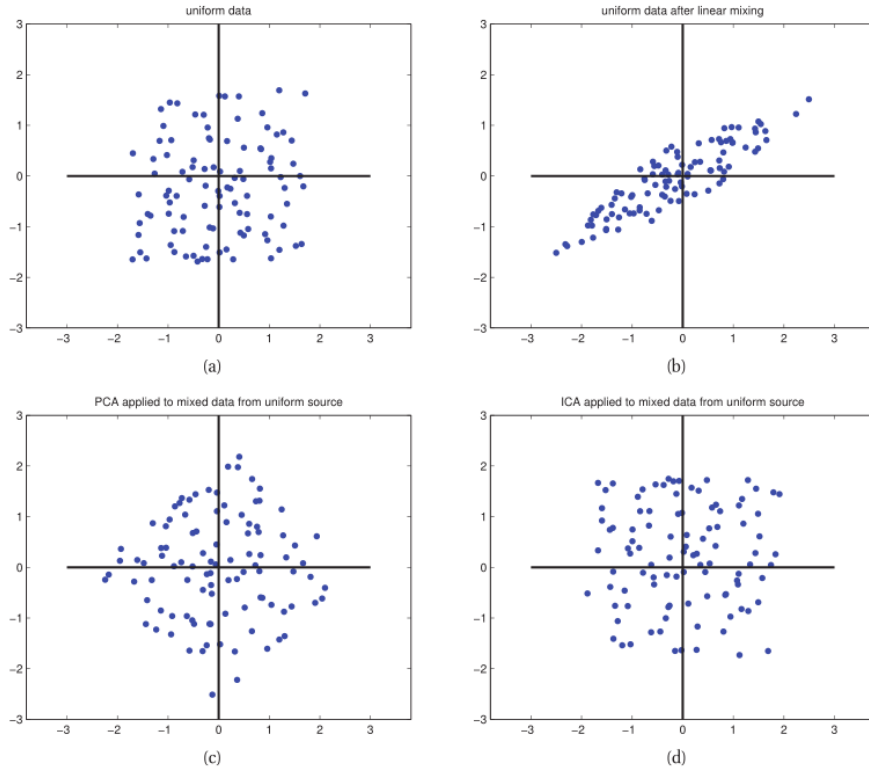 uniform data
3
2
1
0
−1
−2
−3
−3 −2 −1 0 1 2 3
(a)
uniform data after linear mixing
3
2
1
0
−1
−2
−3
−3 −2 −1 0 1 2 3
(b)
PCA applied to mixed data from uniform source
3
2
1
0
−1
−2
−3
−3 −2 −1 0 1 2 3
(c)
ICA applied to mixed data from uniform source
3
2
1
0
−1
−2
−3
−3 −2 −1 0 1 2 3
(d)